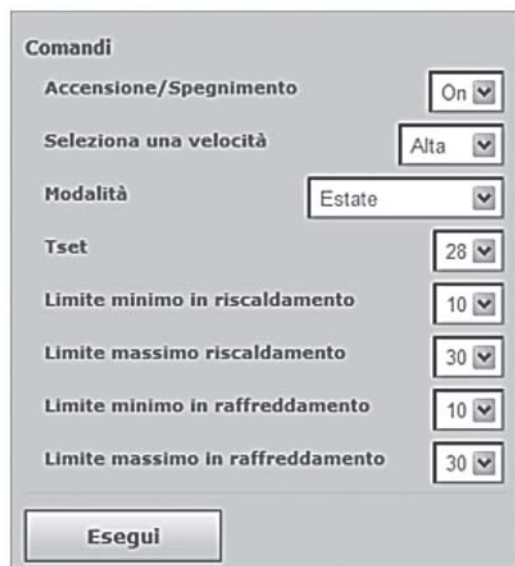 Comandi
Accensione/Spegnimento On
Seleziona una velocità Alta
Modalità Estate
Tset 28
Limite minimo in riscaldamento 10
Limite massimo riscaldamento 30
Limite minimo in raffreddamento 10
Limite massimo in raffreddamento 30
Esegui